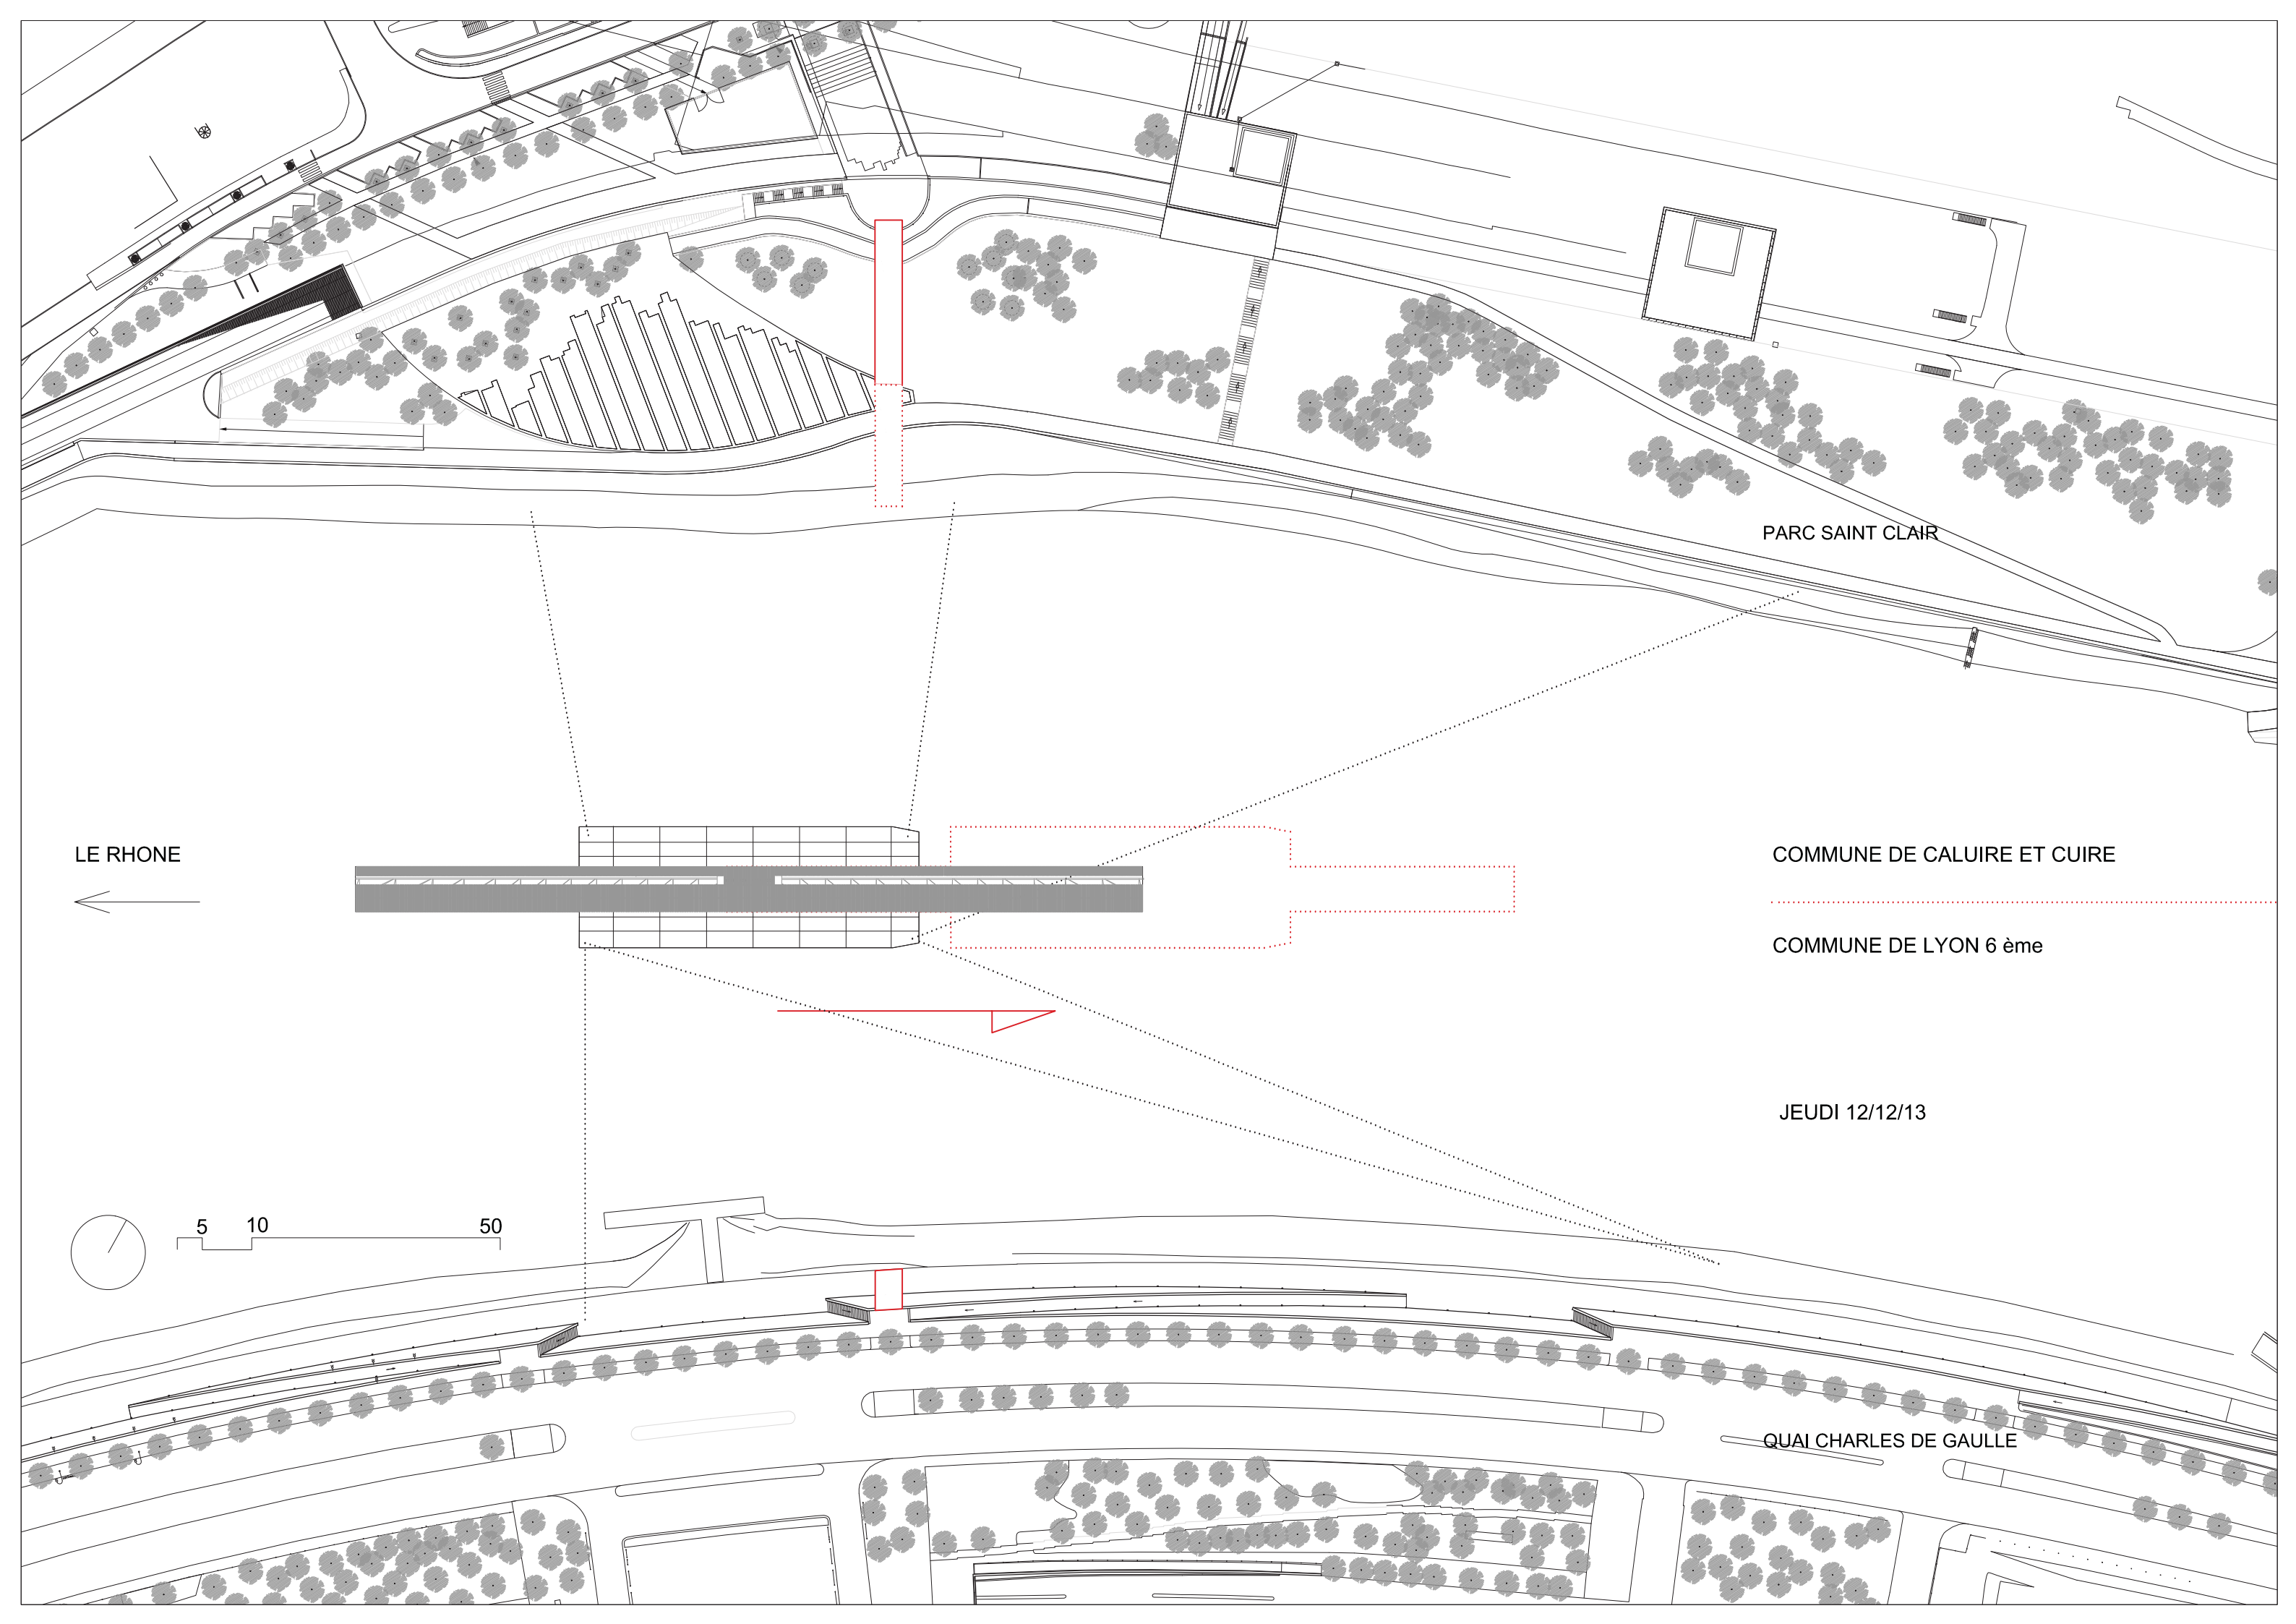 PARC SAINT CLAIR
LE RHONE
COMMUNE DE CALUIRE ET CUIRE
COMMUNE DE LYON 6 ème
JEUDI 12/12/13
5 10 50
QUAI CHARLES DE GAULLE